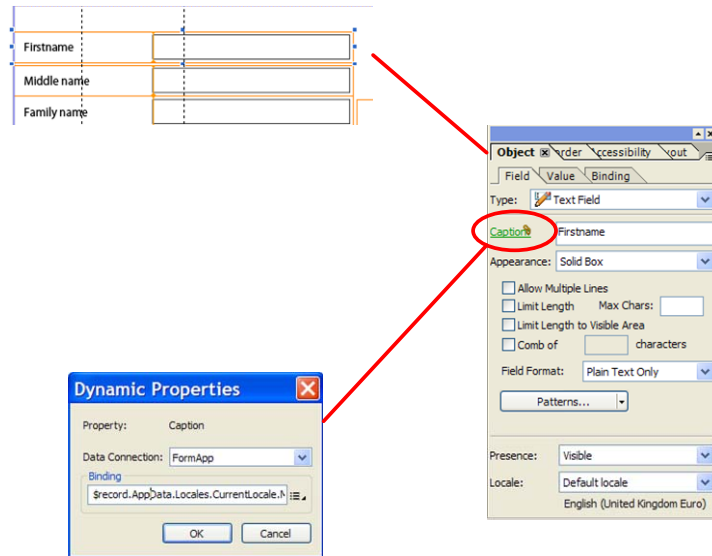 Firstname
Middle name
Family name
Object
Field Value Binding
Type: Text Field
Caption Firstname
Appearance: Solid Box
Allow Multiple Lines
Limit Length Max Chars:
Limit Length to Visible Area
Comb of characters
Field Format: Plain Text Only
Patterns...
Presence: Visible
Locale: Default locale
English (United Kingdom Euro)
Dynamic Properties
Property: Caption
Data Connection: FormApp
Binding
$record.AppData.Locales.CurrentLocale.N
OK Cancel